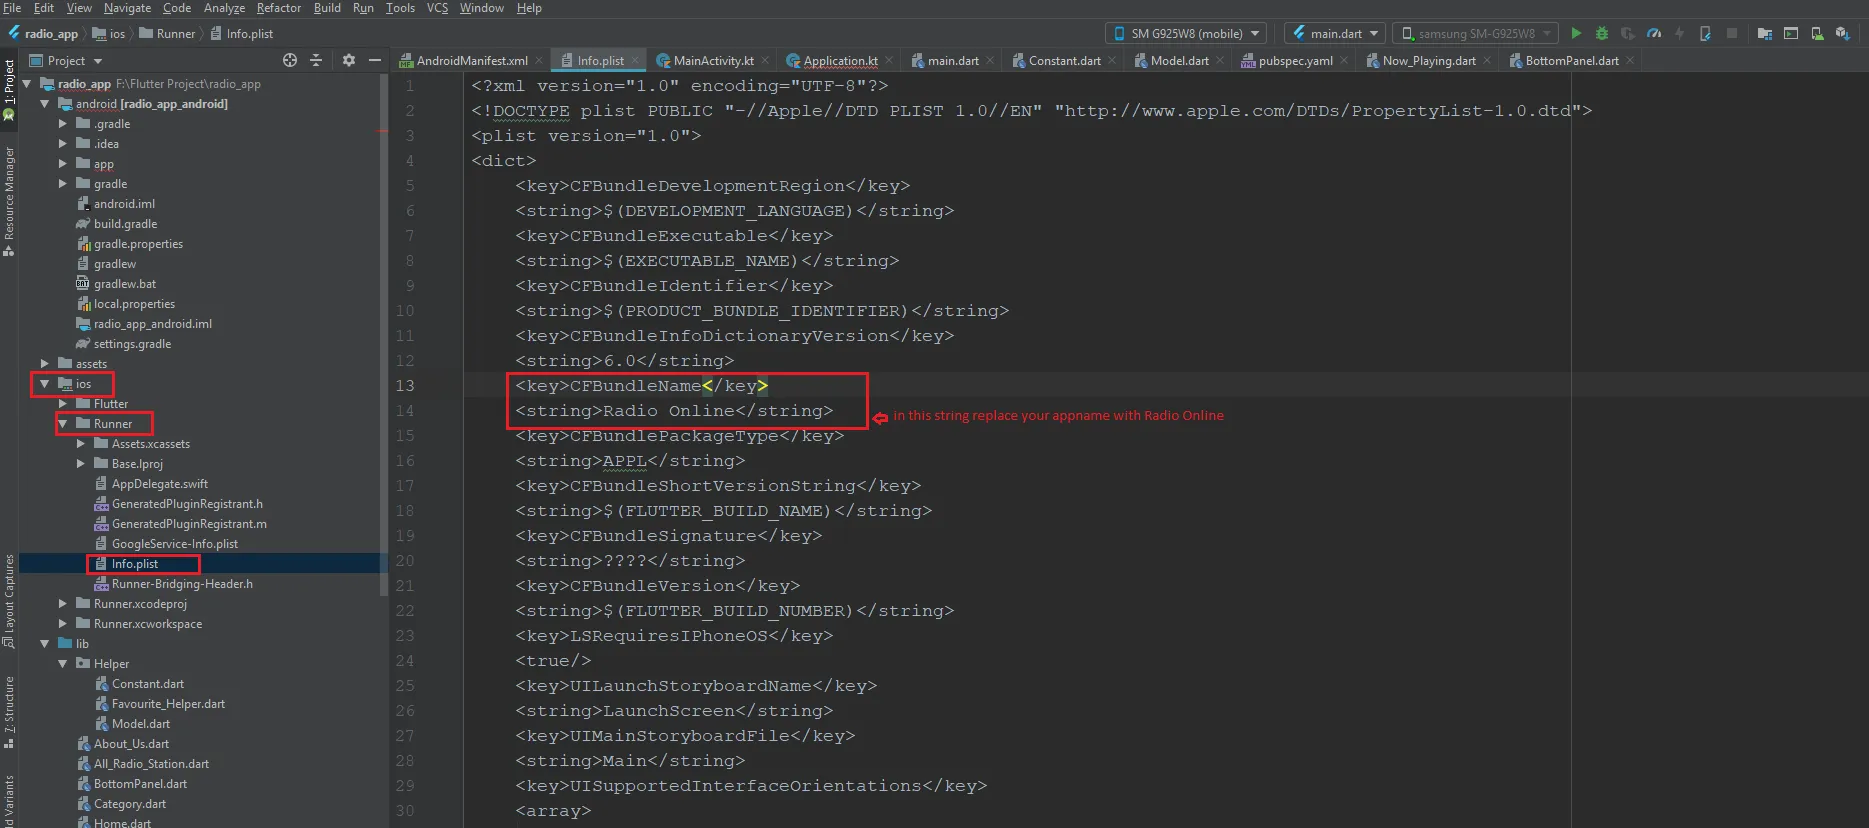 File Edit View Navigate Code Analyze Refactor Build Run Tools VCS Window Help
radio_app ios Runner Info.plist SM G925W8 (mobile) main.dart samsung SM-G925W8
Project AndroidManifest.xml Info.plist MainActivity.kt Application.kt main.dart Constant.dart Model.dart pubspec.yaml Now_Playing.dart BottomPanel.dart
1: Project
Resource Manager
Layout Captures
7: Structure
Variants
radio_app F:\Flutter Project\radio_app
android [radio_app_android]
.gradle
.idea
app
gradle
android.iml
build.gradle
gradle.properties
gradlew
gradlew.bat
local.properties
radio_app_android.iml
settings.gradle
assets
ios
Flutter
Runner
Assets.xcassets
Base.lproj
AppDelegate.swift
GeneratedPluginRegistrant.h
GeneratedPluginRegistrant.m
GoogleService-Info.plist
Info.plist
Runner-Bridging-Header.h
Runner.xcodeproj
Runner.xcworkspace
lib
Helper
Constant.dart
Favourite_Helper.dart
Model.dart
About_Us.dart
All_Radio_Station.dart
BottomPanel.dart
Category.dart
Home.dart
1 <?xml version="1.0" encoding="UTF-8"?>
2 <!DOCTYPE plist PUBLIC "-//Apple//DTD PLIST 1.0//EN" "http://www.apple.com/DTDs/PropertyList-1.0.dtd">
3 <plist version="1.0">
4 <dict>
5 <key>CFBundleDevelopmentRegion</key>
6 <string>$(DEVELOPMENT_LANGUAGE)</string>
7 <key>CFBundleExecutable</key>
8 <string>$(EXECUTABLE_NAME)</string>
9 <key>CFBundleIdentifier</key>
10 <string>$(PRODUCT_BUNDLE_IDENTIFIER)</string>
11 <key>CFBundleInfoDictionaryVersion</key>
12 <string>6.0</string>
13 <key>CFBundleName</key>
14 <string>Radio Online</string>
in this string replace your appname with Radio Online
15 <key>CFBundlePackageType</key>
16 <string>APPL</string>
17 <key>CFBundleShortVersionString</key>
18 <string>$(FLUTTER_BUILD_NAME)</string>
19 <key>CFBundleSignature</key>
20 <string>????</string>
21 <key>CFBundleVersion</key>
22 <string>$(FLUTTER_BUILD_NUMBER)</string>
23 <key>LSRequiresIPhoneOS</key>
24 <true/>
25 <key>UILaunchStoryboardName</key>
26 <string>LaunchScreen</string>
27 <key>UIMainStoryboardFile</key>
28 <string>Main</string>
29 <key>UISupportedInterfaceOrientations</key>
30 <array>